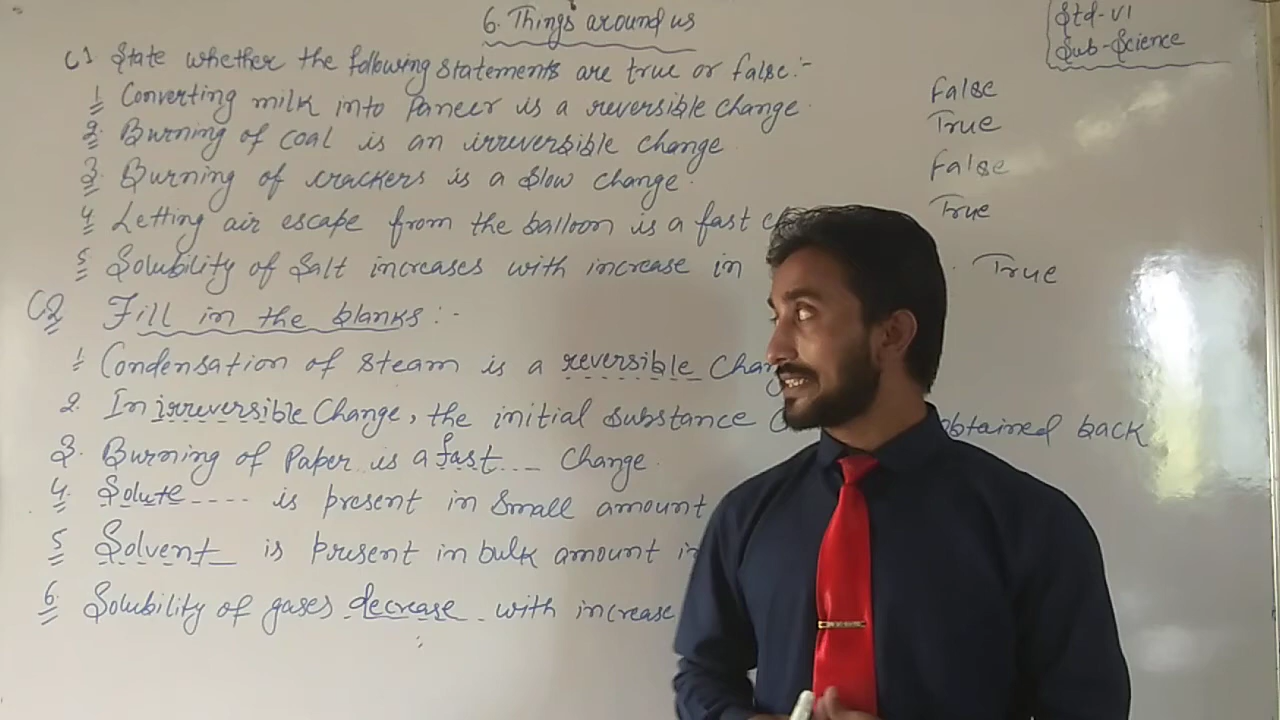 6. Things around us
Std-VI
Sub-Science
C1 State whether the following statements are true or false:-
1 Converting milk into Paneer is a reversible change. False
2. Burning of coal is an irreversible change True
3. Burning of crackers is a slow change. False
4 Letting air escape from the balloon is a fast True
5 Solubility of Salt increases with increase in . True
C2 Fill in the blanks:-
1 Condensation of steam is a reversible Chang
2. In irreversible Change, the initial substance obtained back
3. Burning of Paper is a fast change.
4. Solute is present in small amount
5 Solvent is present in bulk amount in
6. Solubility of gases decrease with increase